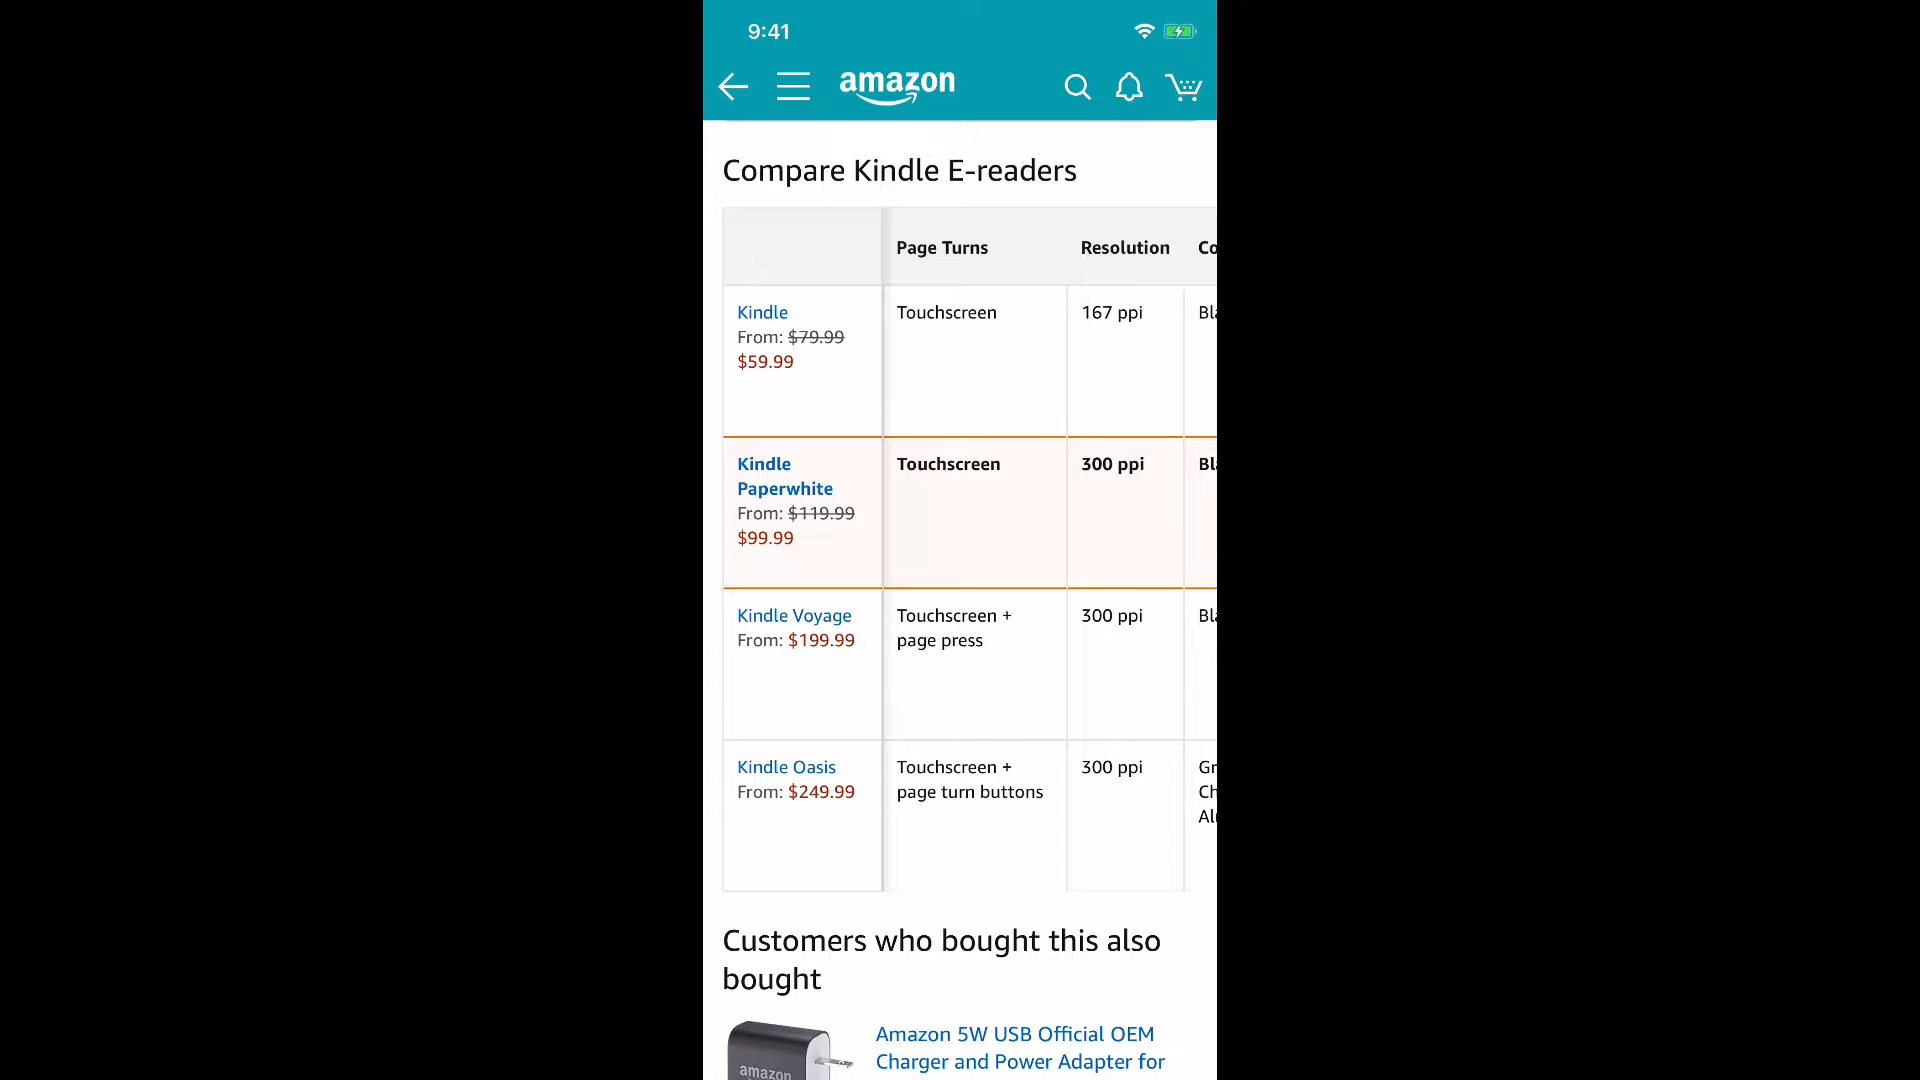 9:41
amazon
Compare Kindle E-readers
Page Turns Resolution Co
Kindle Touchscreen 167 ppi
From: $79.99
$59.99
Kindle Touchscreen 300 ppi
Paperwhite
From: $119.99
$99.99
Kindle Voyage Touchscreen + 300 ppi
From: $199.99 page press
Kindle Oasis Touchscreen + 300 ppi Gr
From: $249.99 page turn buttons Ch
Customers who bought this also
bought
Amazon 5W USB Official OEM
Charger and Power Adapter for
amazon